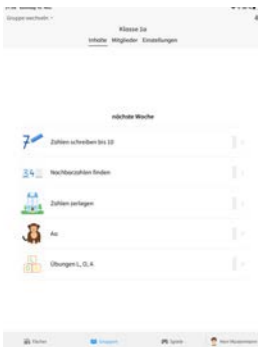 Gruppe wechseln
Klasse 1a
Inhalte Mitglieder Einstellungen
nächste Woche
Zahlen schreiben bis 10
Nachbarzahlen finden
Zahlen zerlegen
Übungen L, O, A
Fächer Gruppen Spiele